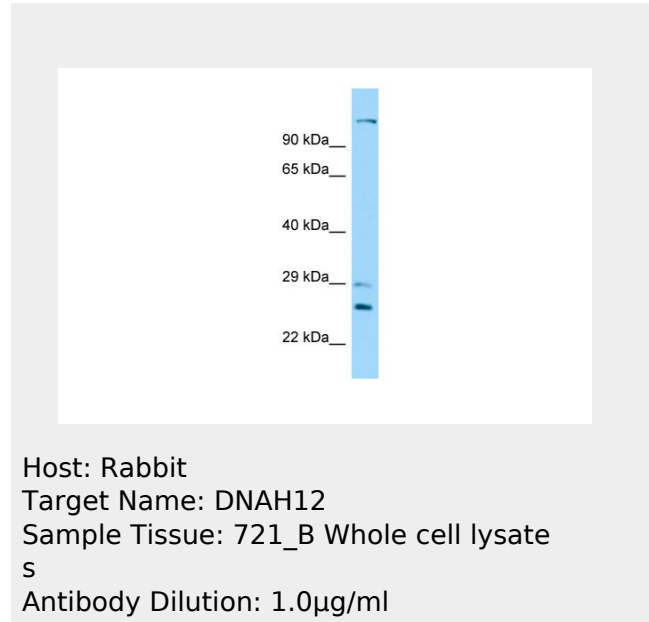 90 kDa__
65 kDa__
40 kDa__
29 kDa__
22 kDa__
Host: Rabbit
Target Name: DNAH12
Sample Tissue: 721_B Whole cell lysate
s
Antibody Dilution: 1.0µg/ml